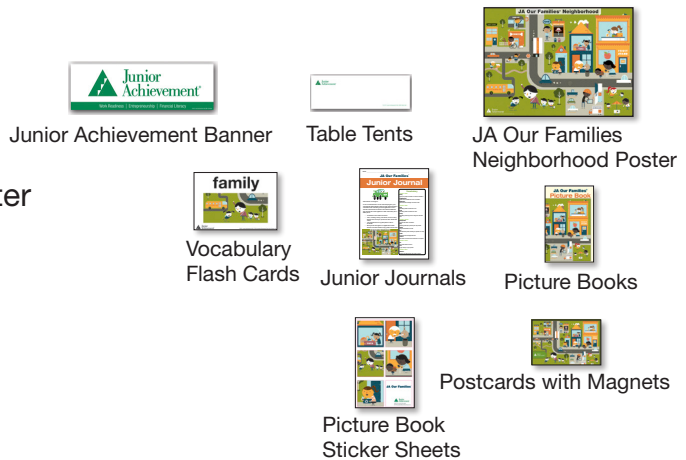 JA Our Families' Neighborhood
Junior
Achievement®
Work Readiness | Entrepreneurship | Financial Literacy
Junior Achievement Banner
Table Tents
JA Our Families
Neighborhood Poster
ter
family
Vocabulary
Flash Cards
JA Our Families®
Junior Journal
Junior Journals
JA Our Families®
Picture Book
Picture Books
JA Our Families
Picture Book
Sticker Sheets
Postcards with Magnets